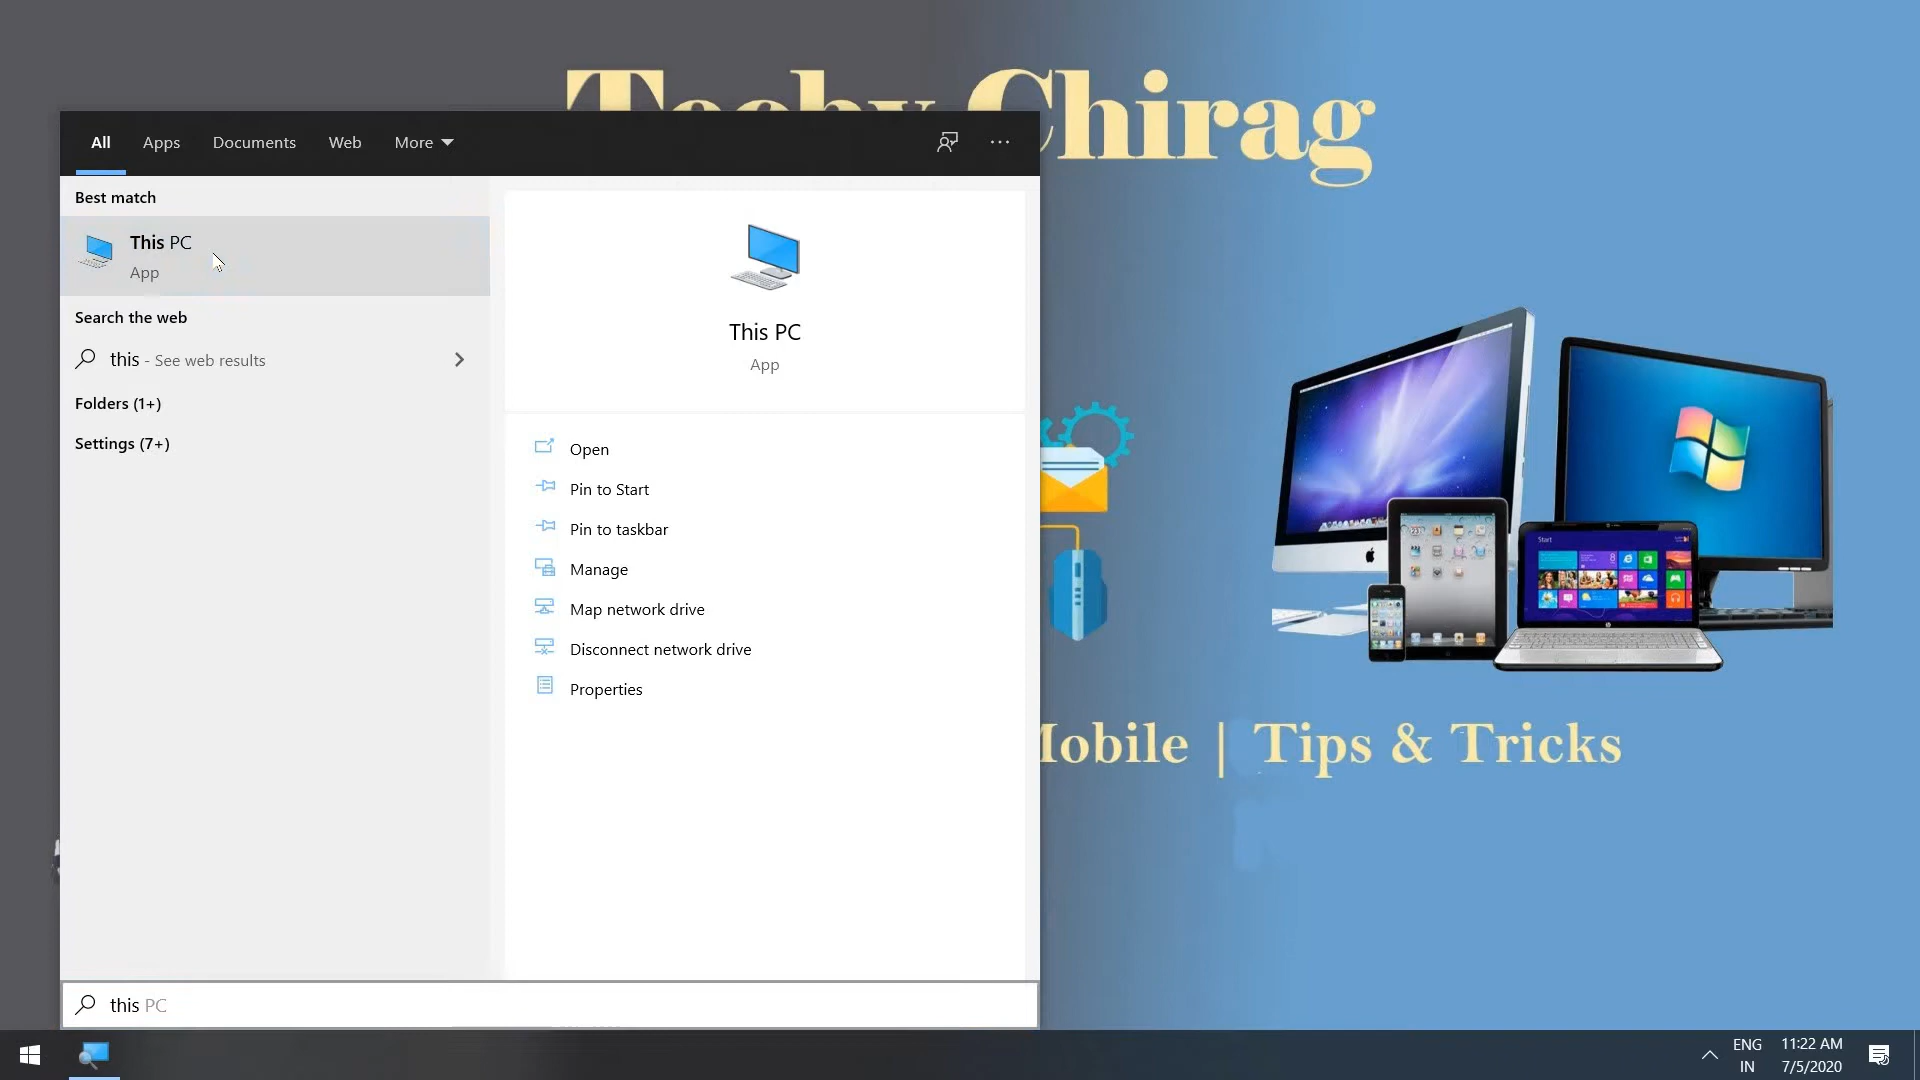 Techy Chirag
All Apps Documents Web More
Best match
This PC
App
Search the web
this - See web results
Folders (1+)
Settings (7+)
This PC
App
Open
Pin to Start
Pin to taskbar
Manage
Map network drive
Disconnect network drive
Properties
Start
Mobile | Tips & Tricks
this PC
ENG
IN
11:22 AM
7/5/2020